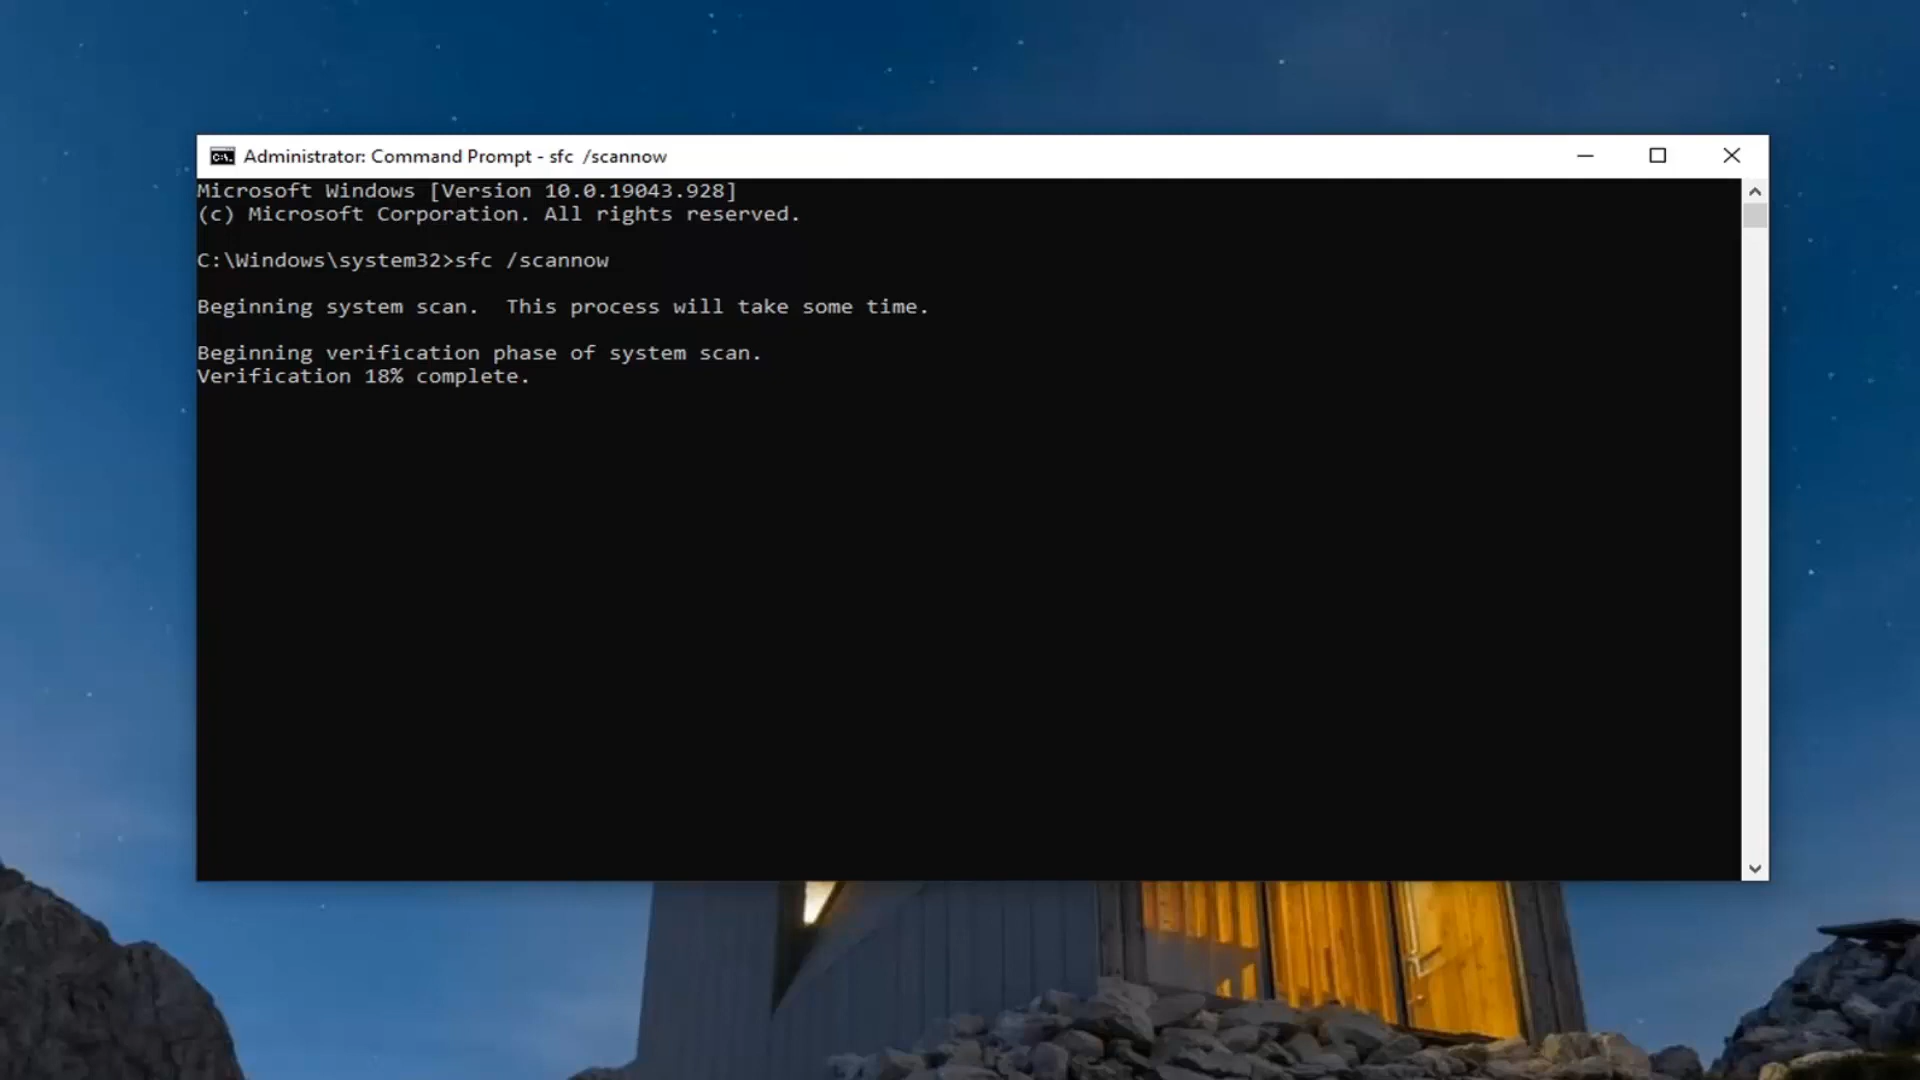 Administrator: Command Prompt - sfc  /scannow
Microsoft Windows [Version 10.0.19043.928]
(c) Microsoft Corporation. All rights reserved.
C:\Windows\system32>sfc /scannow
Beginning system scan.  This process will take some time.
Beginning verification phase of system scan.
Verification 18% complete.